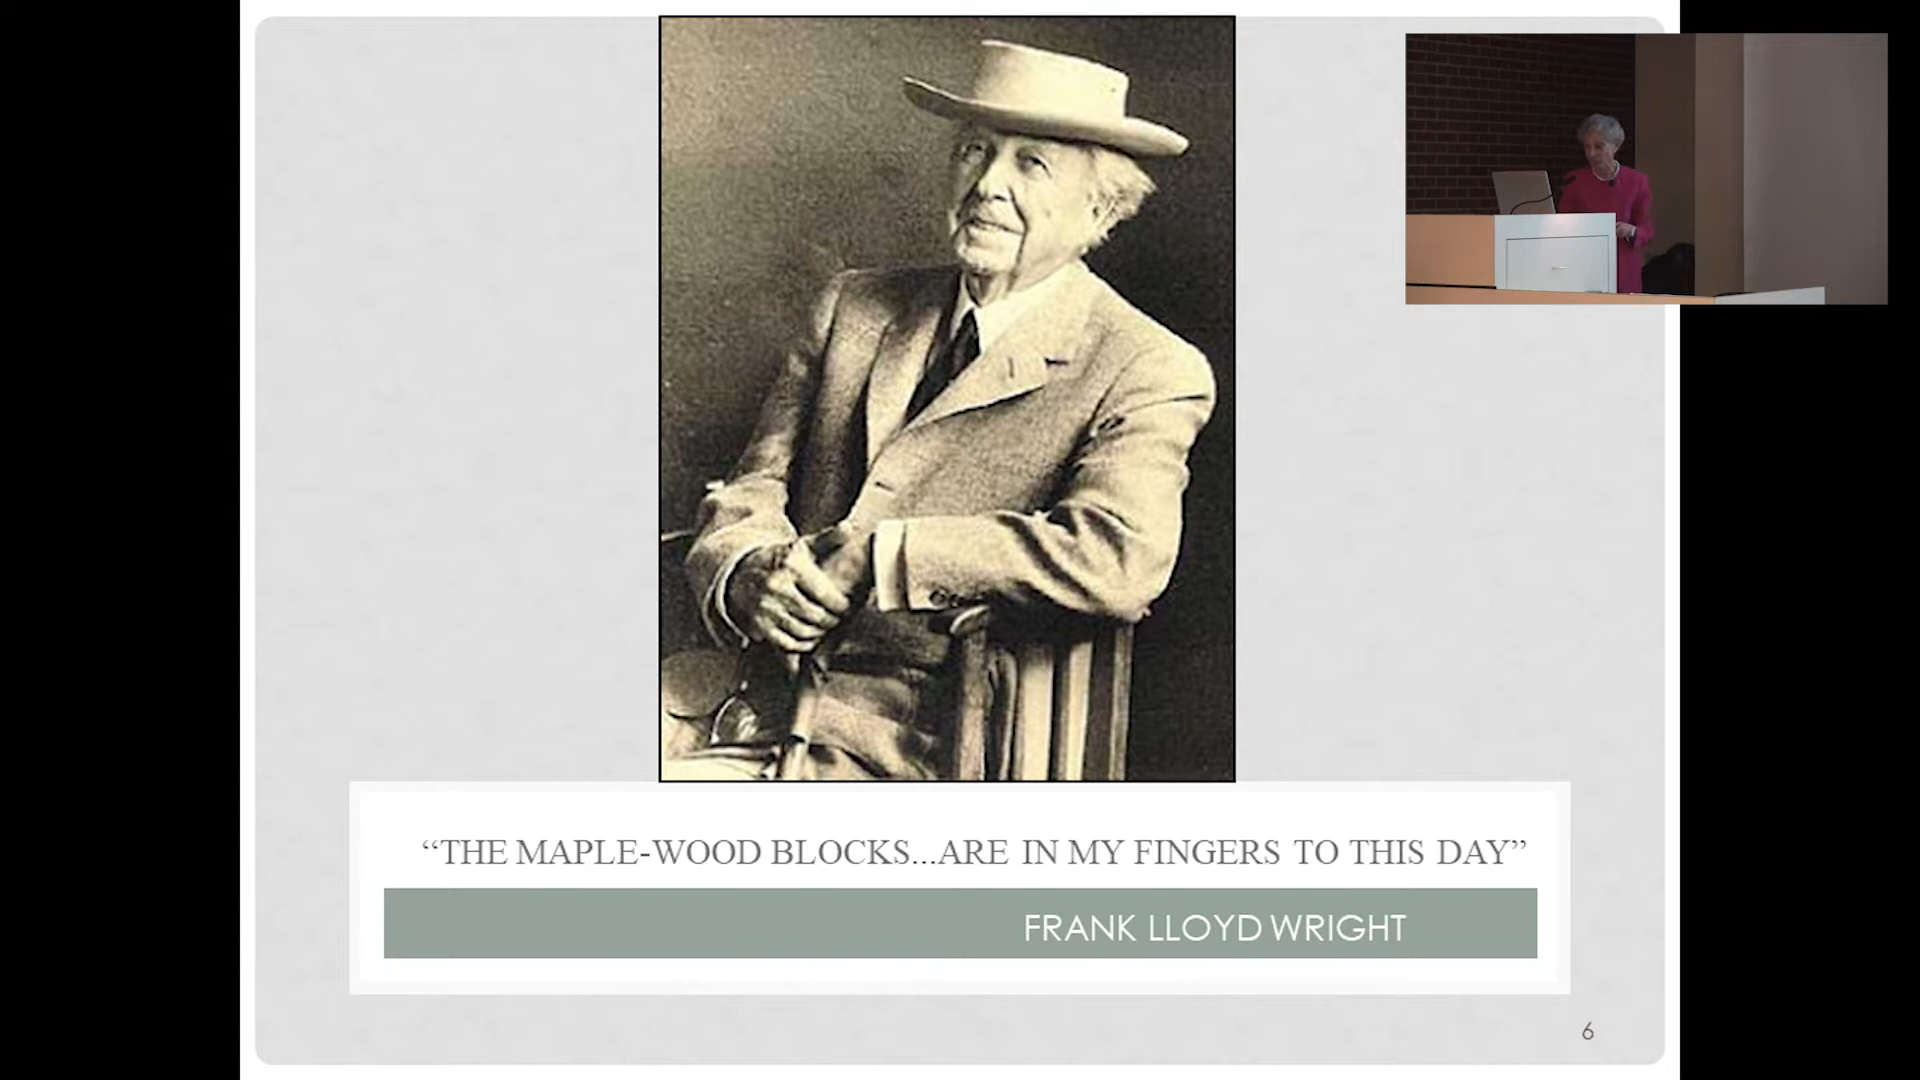 “THE MAPLE-WOOD BLOCKS...ARE IN MY FINGERS TO THIS DAY”
FRANK LLOYD WRIGHT
6